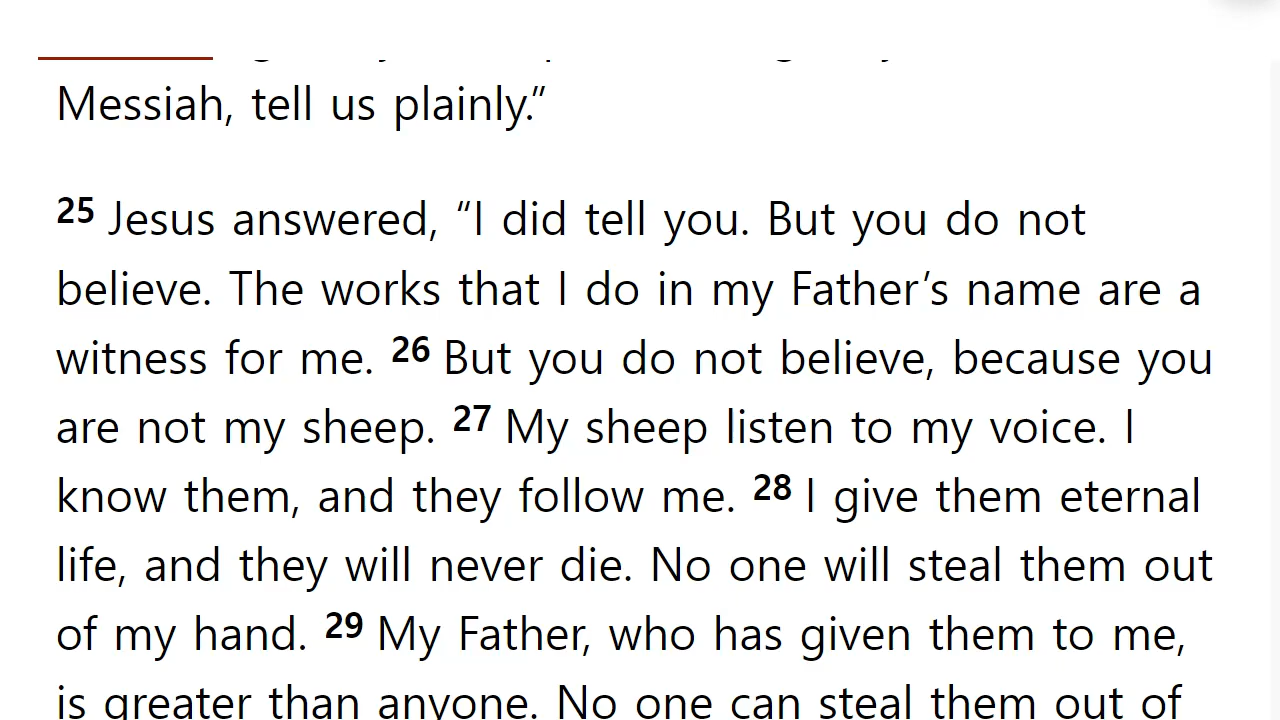 Messiah, tell us plainly.”
25 Jesus answered, “I did tell you. But you do not
believe. The works that I do in my Father’s name are a
witness for me. 26 But you do not believe, because you
are not my sheep. 27 My sheep listen to my voice. I
know them, and they follow me. 28 I give them eternal
life, and they will never die. No one will steal them out
of my hand. 29 My Father, who has given them to me,
is greater than anyone. No one can steal them out of